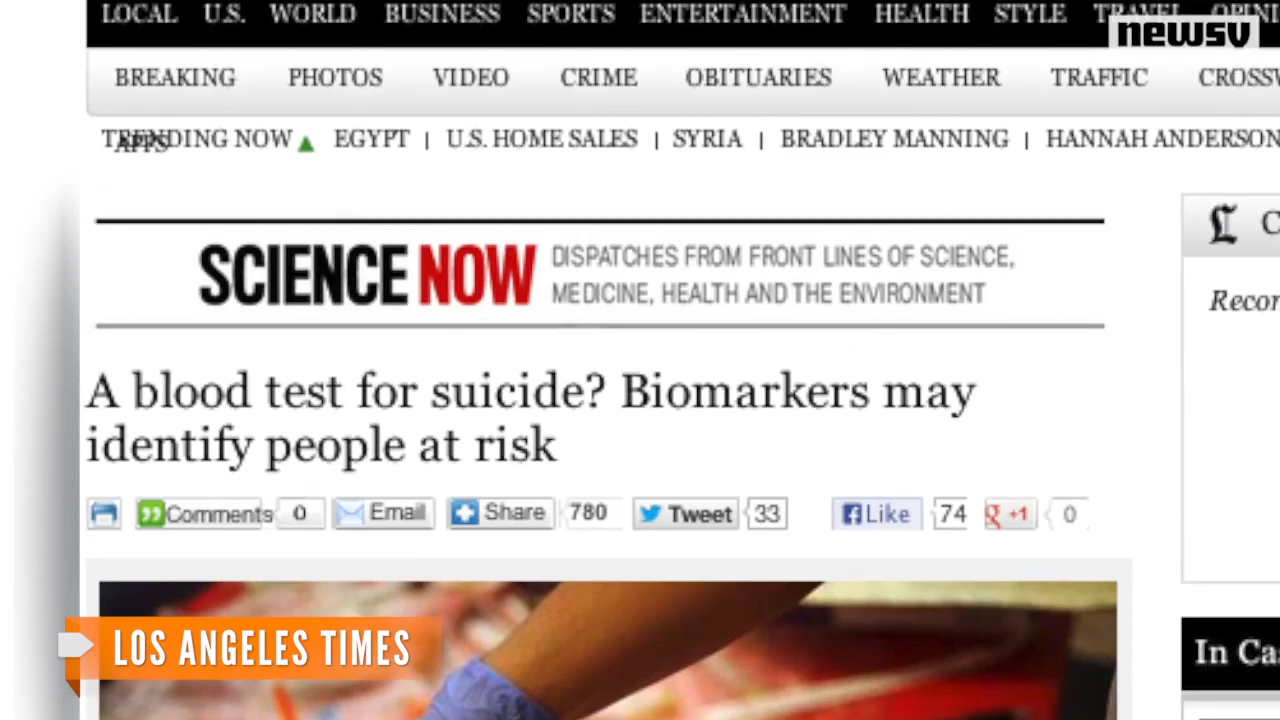 LOCAL U.S. WORLD BUSINESS SPORTS ENTERTAINMENT HEALTH STYLE TRAVEL
newsy
BREAKING PHOTOS VIDEO CRIME OBITUARIES WEATHER TRAFFIC
TRENDING NOW EGYPT | U.S. HOME SALES | SYRIA | BRADLEY MANNING | HANNAH ANDERSON
APPS
SCIENCE NOW DISPATCHES FROM FRONT LINES OF SCIENCE,
MEDICINE, HEALTH AND THE ENVIRONMENT
A blood test for suicide? Biomarkers may
identify people at risk
Comments 0 Email Share 780 Tweet 33 Like 74 +1 0
LOS ANGELES TIMES
In